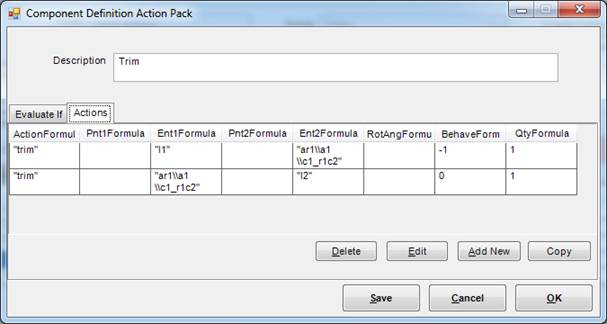 Component Definition Action Pack
Description
Trim
Evaluate If Actions
ActionFormul Pnt1Formula Ent1Formula Pnt2Formula Ent2Formula RotAngFormu BehaveForm QtyFormula
"trim" "l1" "ar1\\a1 -1 1
\\c1_r1c2"
"trim" "ar1\\a1 "l2" 0 1
\\c1_r1c2"
Delete Edit Add New Copy
Save Cancel OK